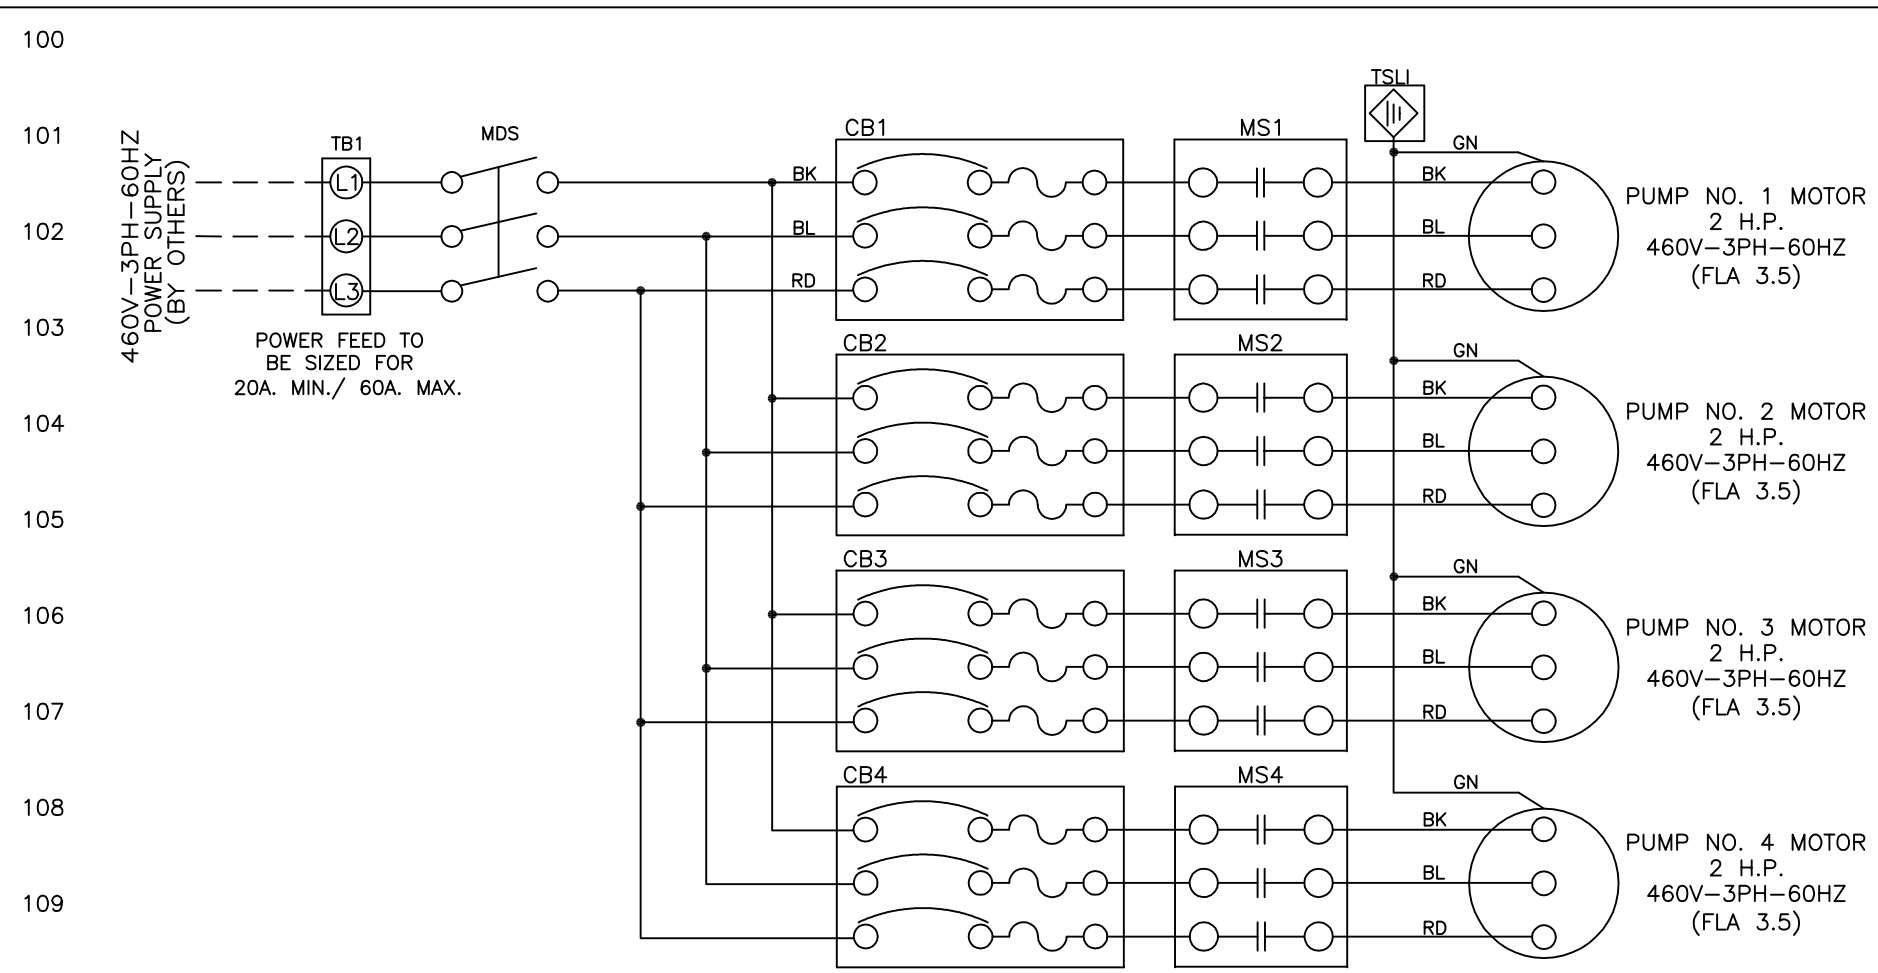 100
TSLI
101
460V-3PH-60HZ
POWER SUPPLY
(BY OTHERS)
TB1
MDS
CB1
MS1
GN
L1
BK
BK
PUMP NO. 1 MOTOR
2 H.P.
460V-3PH-60HZ
(FLA 3.5)
102
L2
BL
BL
L3
RD
RD
103
POWER FEED TO
BE SIZED FOR
20A. MIN./ 60A. MAX.
CB2
MS2
GN
BK
PUMP NO. 2 MOTOR
2 H.P.
460V-3PH-60HZ
(FLA 3.5)
104
BL
RD
105
CB3
MS3
GN
BK
106
PUMP NO. 3 MOTOR
2 H.P.
460V-3PH-60HZ
(FLA 3.5)
BL
RD
107
CB4
MS4
GN
108
BK
PUMP NO. 4 MOTOR
2 H.P.
460V-3PH-60HZ
(FLA 3.5)
BL
109
RD